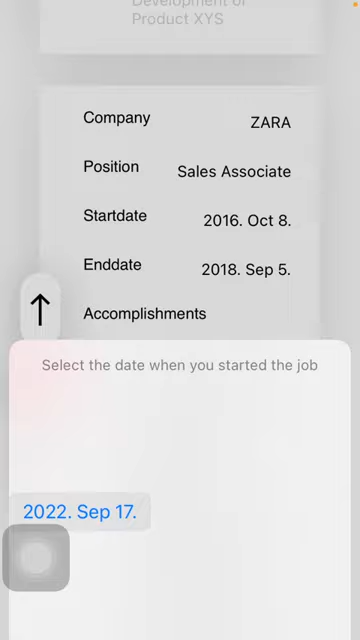 Development of
Product XYS
Company
ZARA
Position
Sales Associate
Startdate
2016. Oct 8.
Enddate
2018. Sep 5.
Accomplishments
Select the date when you started the job
2022. Sep 17.